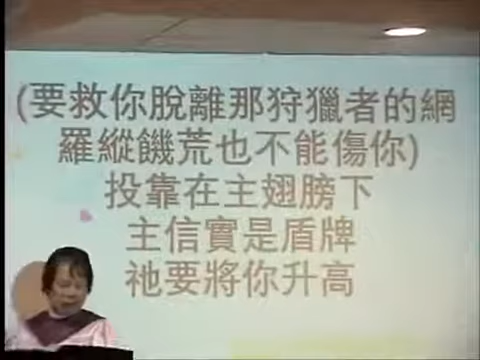 (要救你脫離那狩獵者的網
羅縱饑荒也不能傷你)
投靠在主翅膀下
主信實是盾牌
祂要將你升高